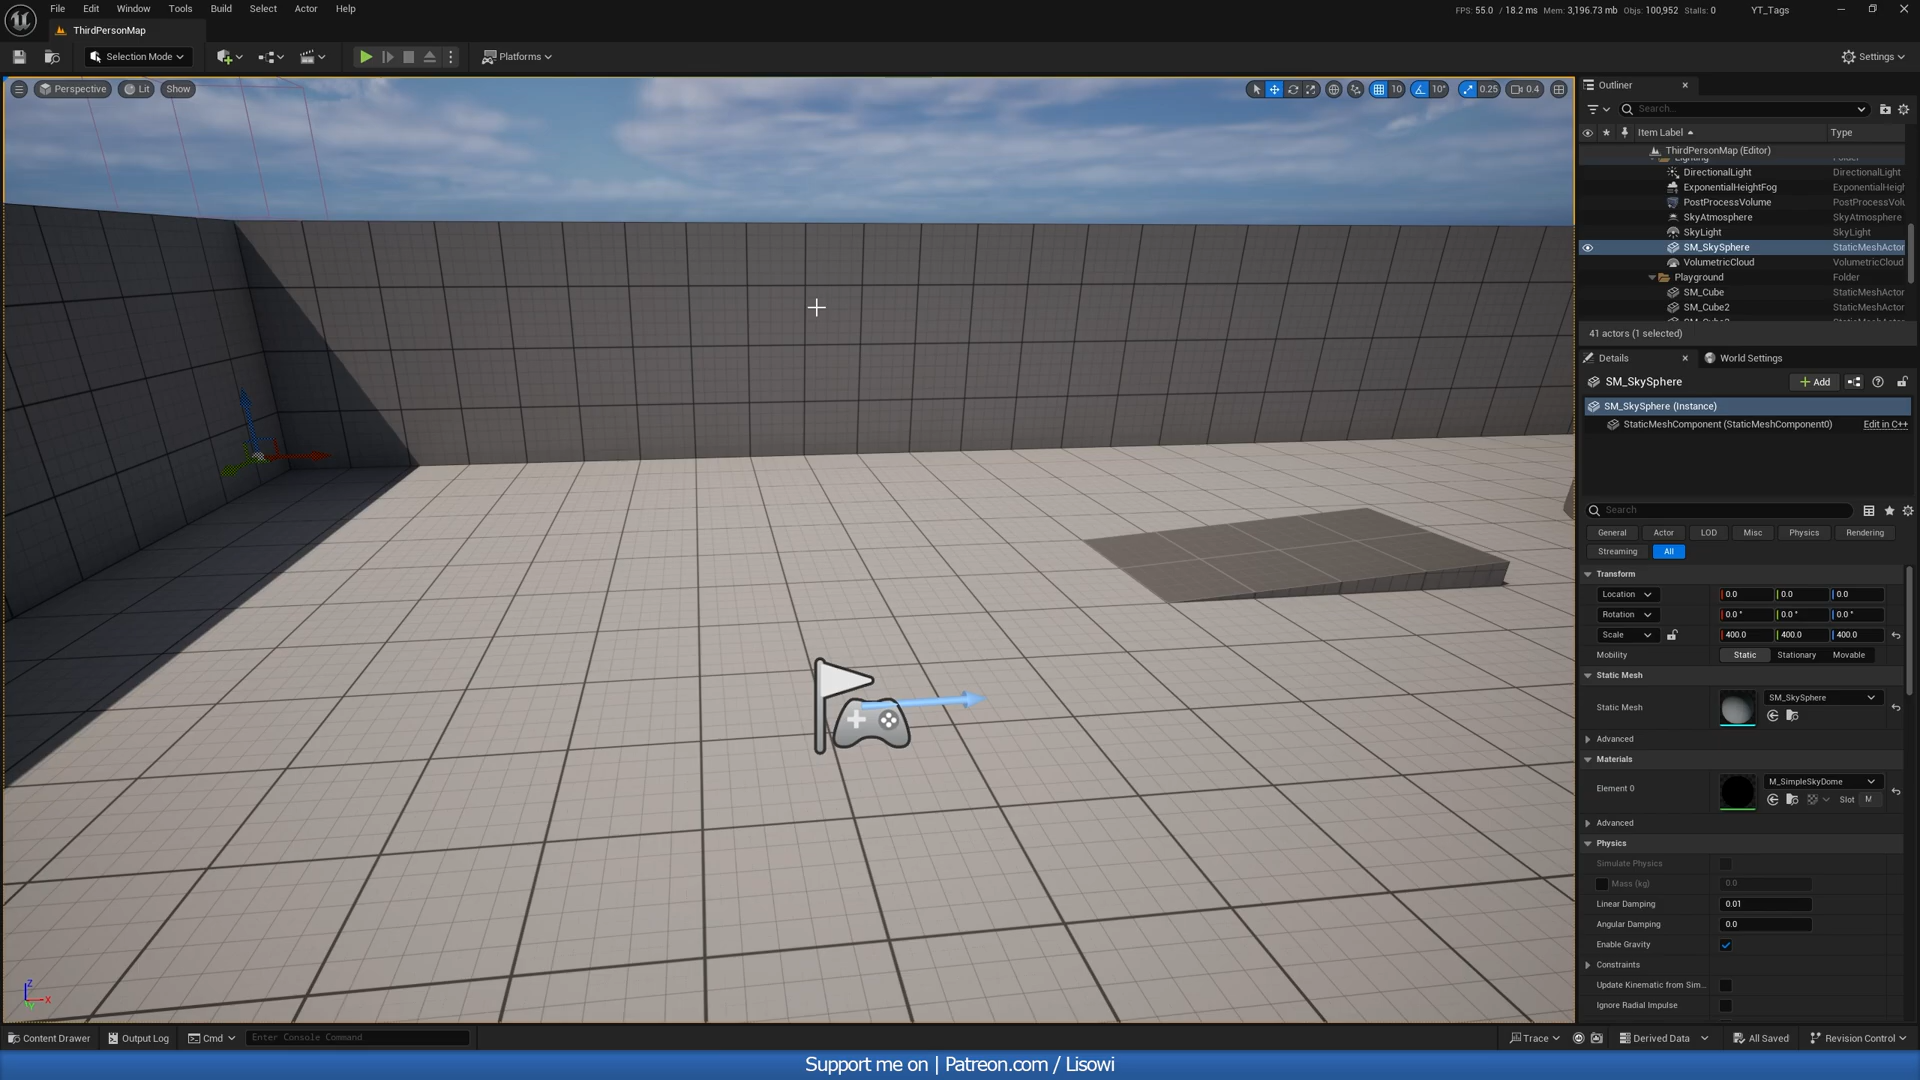 File Edit Window Tools Build Select Actor Help
FPS: 55.0 / 18.2 ms Mem: 3,196.73 mb Objs: 100,952 Stalls: 0 YT_Tags
ThirdPersonMap
Selection Mode Platforms Settings
Perspective Lit Show 10 10° 0.25 0.4
Outliner
Search...
Item Label Type
ThirdPersonMap (Editor)
Lighting Folder
DirectionalLight DirectionalLight
ExponentialHeightFog ExponentialHeigh
PostProcessVolume PostProcessVolu
SkyAtmosphere SkyAtmosphere
SkyLight SkyLight
SM_SkySphere StaticMeshActor
VolumetricCloud VolumetricCloud
Playground Folder
SM_Cube StaticMeshActor
SM_Cube2 StaticMeshActor
41 actors (1 selected)
Details World Settings
SM_SkySphere Add
SM_SkySphere (Instance)
StaticMeshComponent (StaticMeshComponent0) Edit in C++
Search
General Actor LOD Misc Physics Rendering
Streaming All
Transform
Location 0.0 0.0 0.0
Rotation 0.0 ° 0.0 ° 0.0 °
Scale 400.0 400.0 400.0
Mobility Static Stationary Movable
Static Mesh
SM_SkySphere
Static Mesh
Advanced
Materials
M_SimpleSkyDome
Element 0
Slot M
Advanced
Physics
Simulate Physics
Mass (kg) 0.0
Linear Damping 0.01
Angular Damping 0.0
Enable Gravity
Constraints
Update Kinematic from Sim...
Ignore Radial Impulse
Z
X
Y
Content Drawer Output Log Cmd Enter Console Command Trace Derived Data All Saved Revision Control
Support me on | Patreon.com / Lisowi